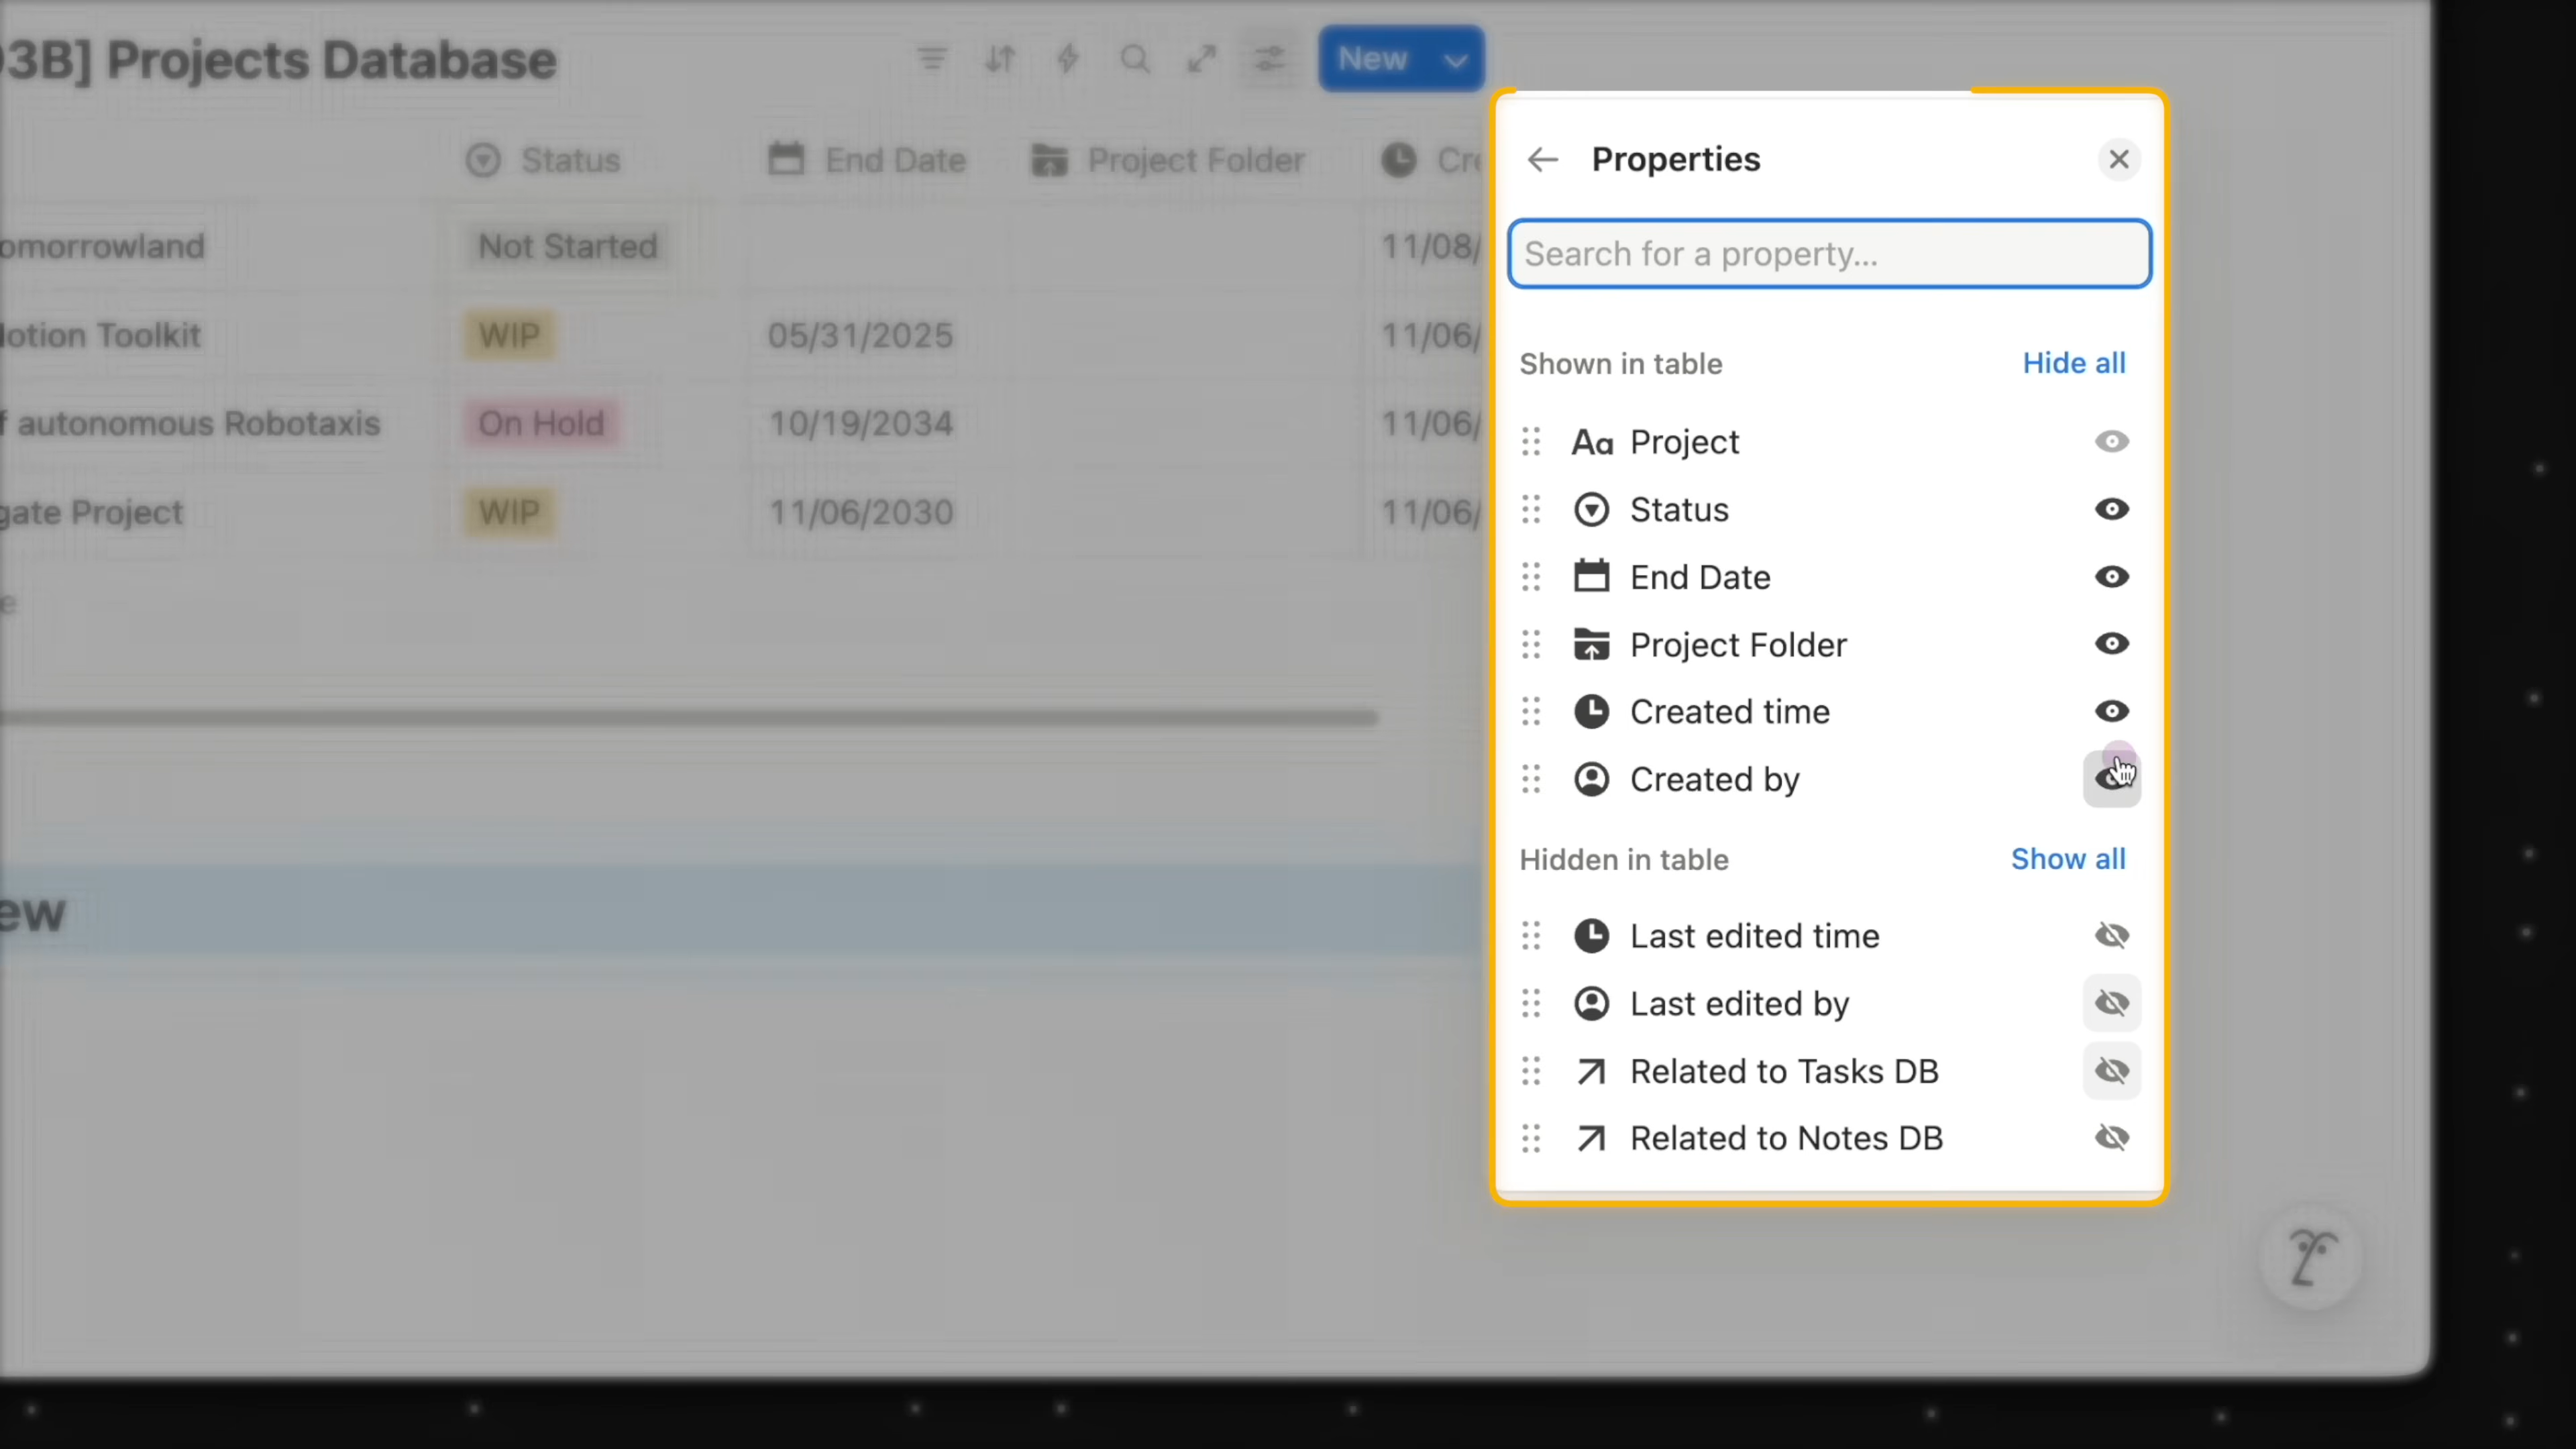 03B] Projects Database
New
Status
End Date
Project Folder
Cre
omorrowland
Not Started
11/08/
Notion Toolkit
WIP
05/31/2025
11/06/
f autonomous Robotaxis
On Hold
10/19/2034
11/06/
gate Project
WIP
11/06/2030
11/06/
e
ew
Properties
Search for a property...
Shown in table
Hide all
Project
Status
End Date
Project Folder
Created time
Created by
Hidden in table
Show all
Last edited time
Last edited by
Related to Tasks DB
Related to Notes DB